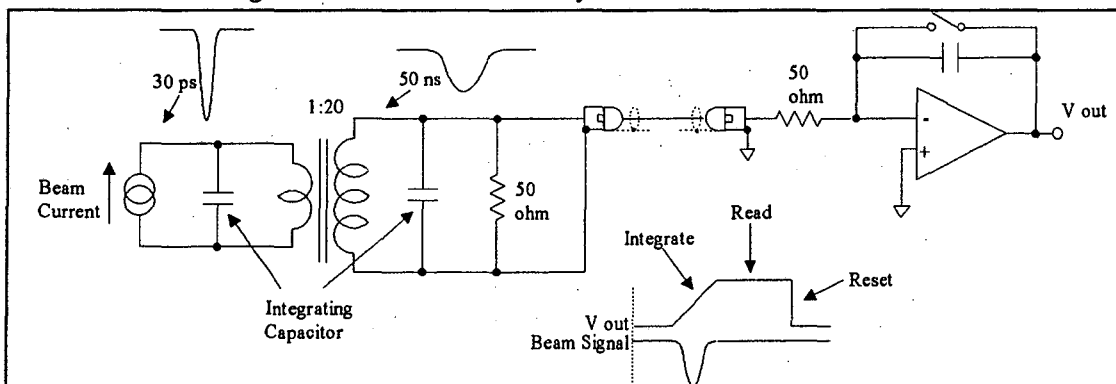 30 ps
50 ns
1:20
50
ohm
V out
-
+
Beam
Current
50
ohm
Integrating
Capacitor
Read
Integrate
Reset
V out
Beam Signal